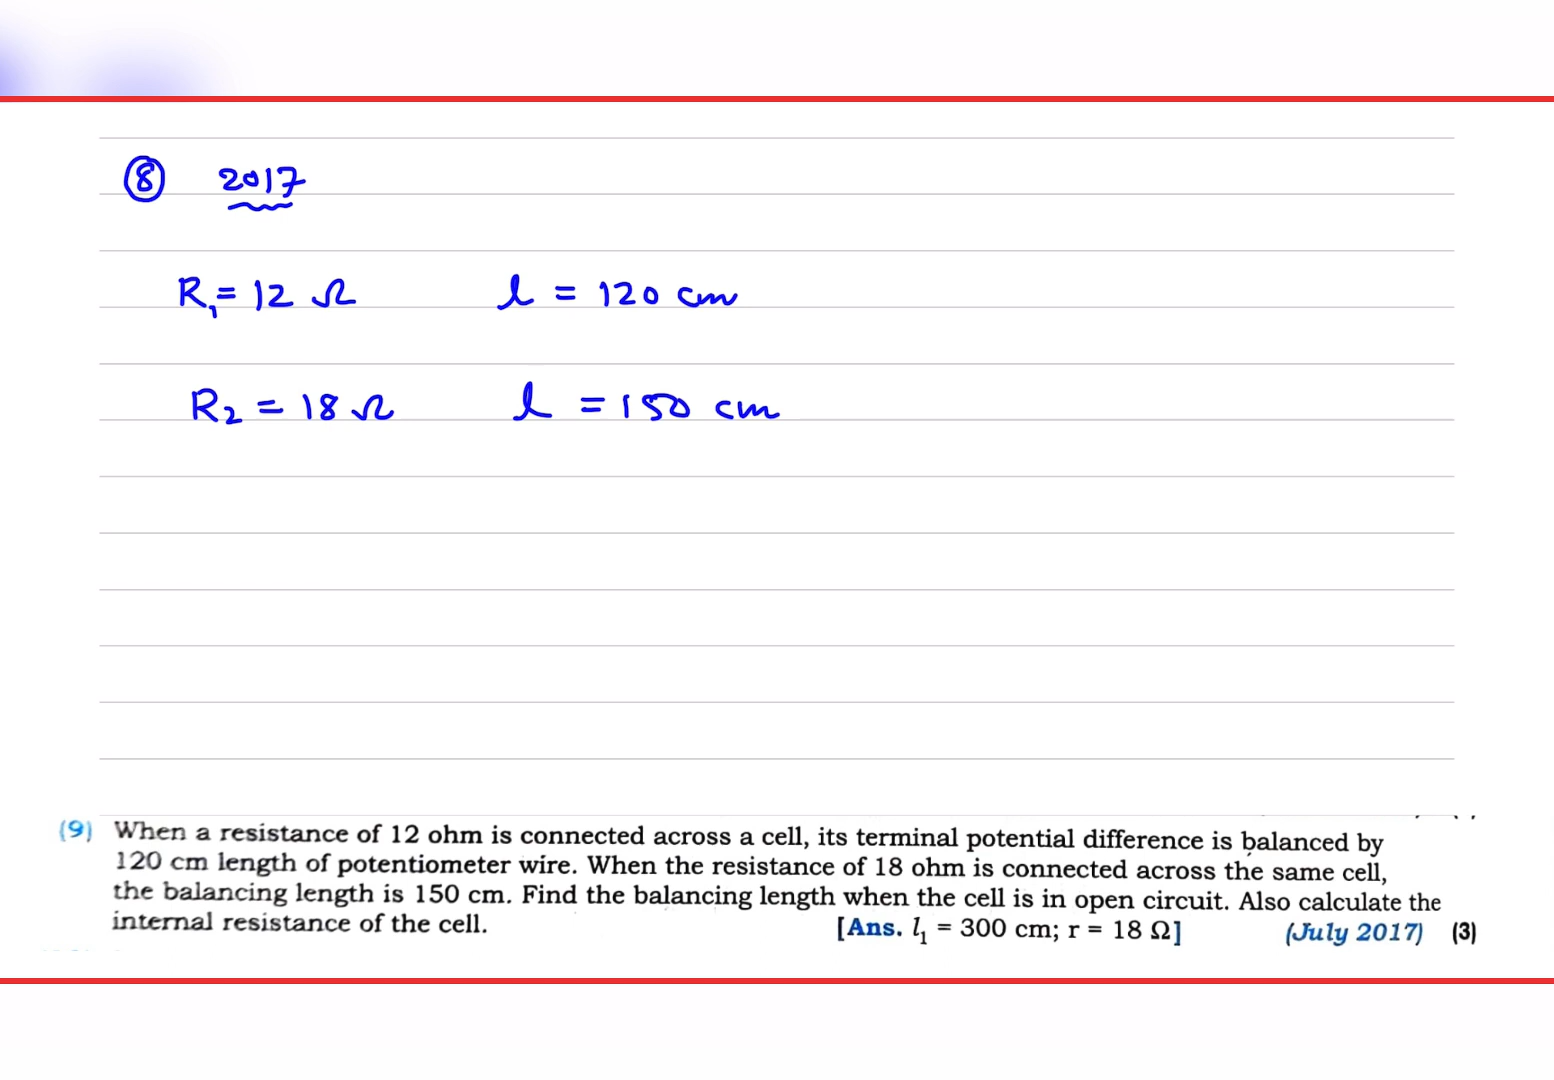 ⑧ 2017
R₁ = 12 Ω l = 120 cm
R₂ = 18 Ω l = 150 cm
(9) When a resistance of 12 ohm is connected across a cell, its terminal potential difference is balanced by
120 cm length of potentiometer wire. When the resistance of 18 ohm is connected across the same cell,
the balancing length is 150 cm. Find the balancing length when the cell is in open circuit. Also calculate the
internal resistance of the cell. [Ans. l₁ = 300 cm; r = 18 Ω] (July 2017) (3)